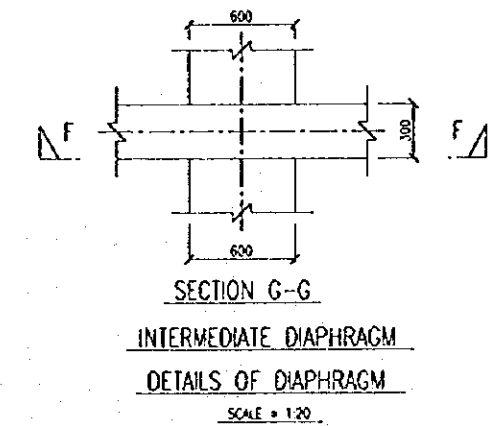 600
F
300
F
600
SECTION G-G
INTERMEDIATE DIAPHRAGM
DETAILS OF DIAPHRAGM
SCALE = 1:20